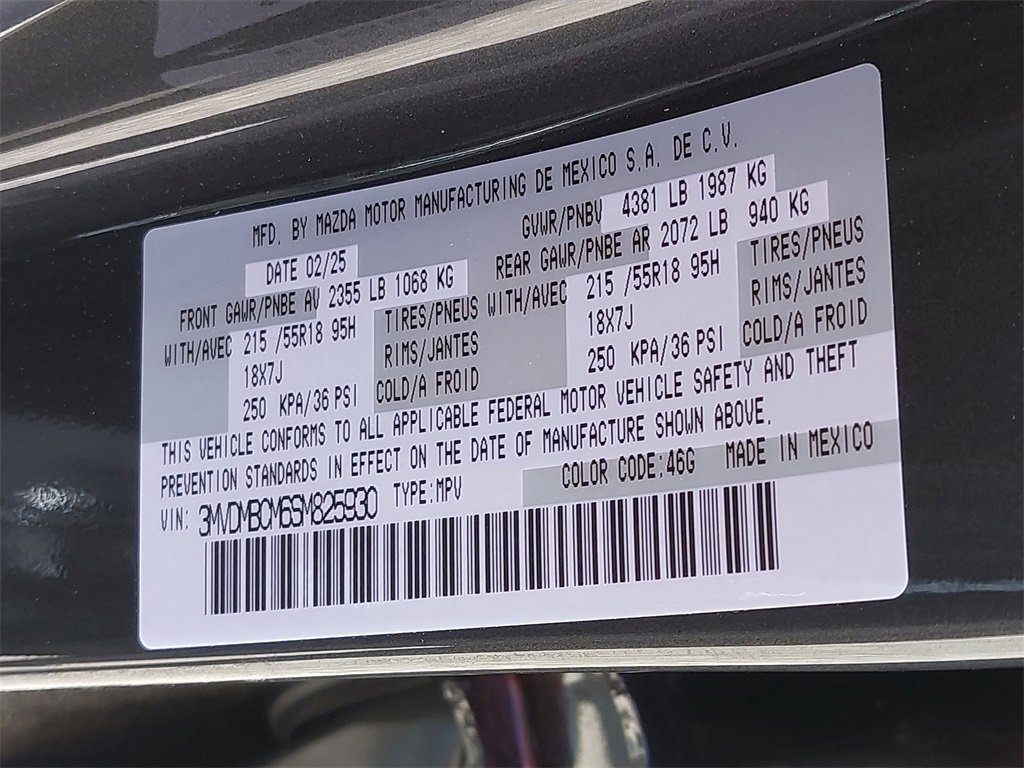 MFD. BY MAZDA MOTOR MANUFACTURING DE MEXICO S.A. DE C.V.
DATE 02/25 GVWR/PNBV 4381 LB 1987 KG
FRONT GAWR/PNBE AV 2355 LB 1068 KG REAR GAWR/PNBE AR 2072 LB 940 KG
WITH/AVEC 215 /55R18 95H TIRES/PNEUS WITH/AVEC 215 /55R18 95H TIRES/PNEUS
18X7J RIMS/JANTES 18X7J RIMS/JANTES
250 KPA/36 PSI COLD/A FROID 250 KPA/36 PSI COLD/A FROID
THIS VEHICLE CONFORMS TO ALL APPLICABLE FEDERAL MOTOR VEHICLE SAFETY AND THEFT
PREVENTION STANDARDS IN EFFECT ON THE DATE OF MANUFACTURE SHOWN ABOVE.
COLOR CODE:46G MADE IN MEXICO
VIN: 3MVDMBCM6SM825930 TYPE:MPV